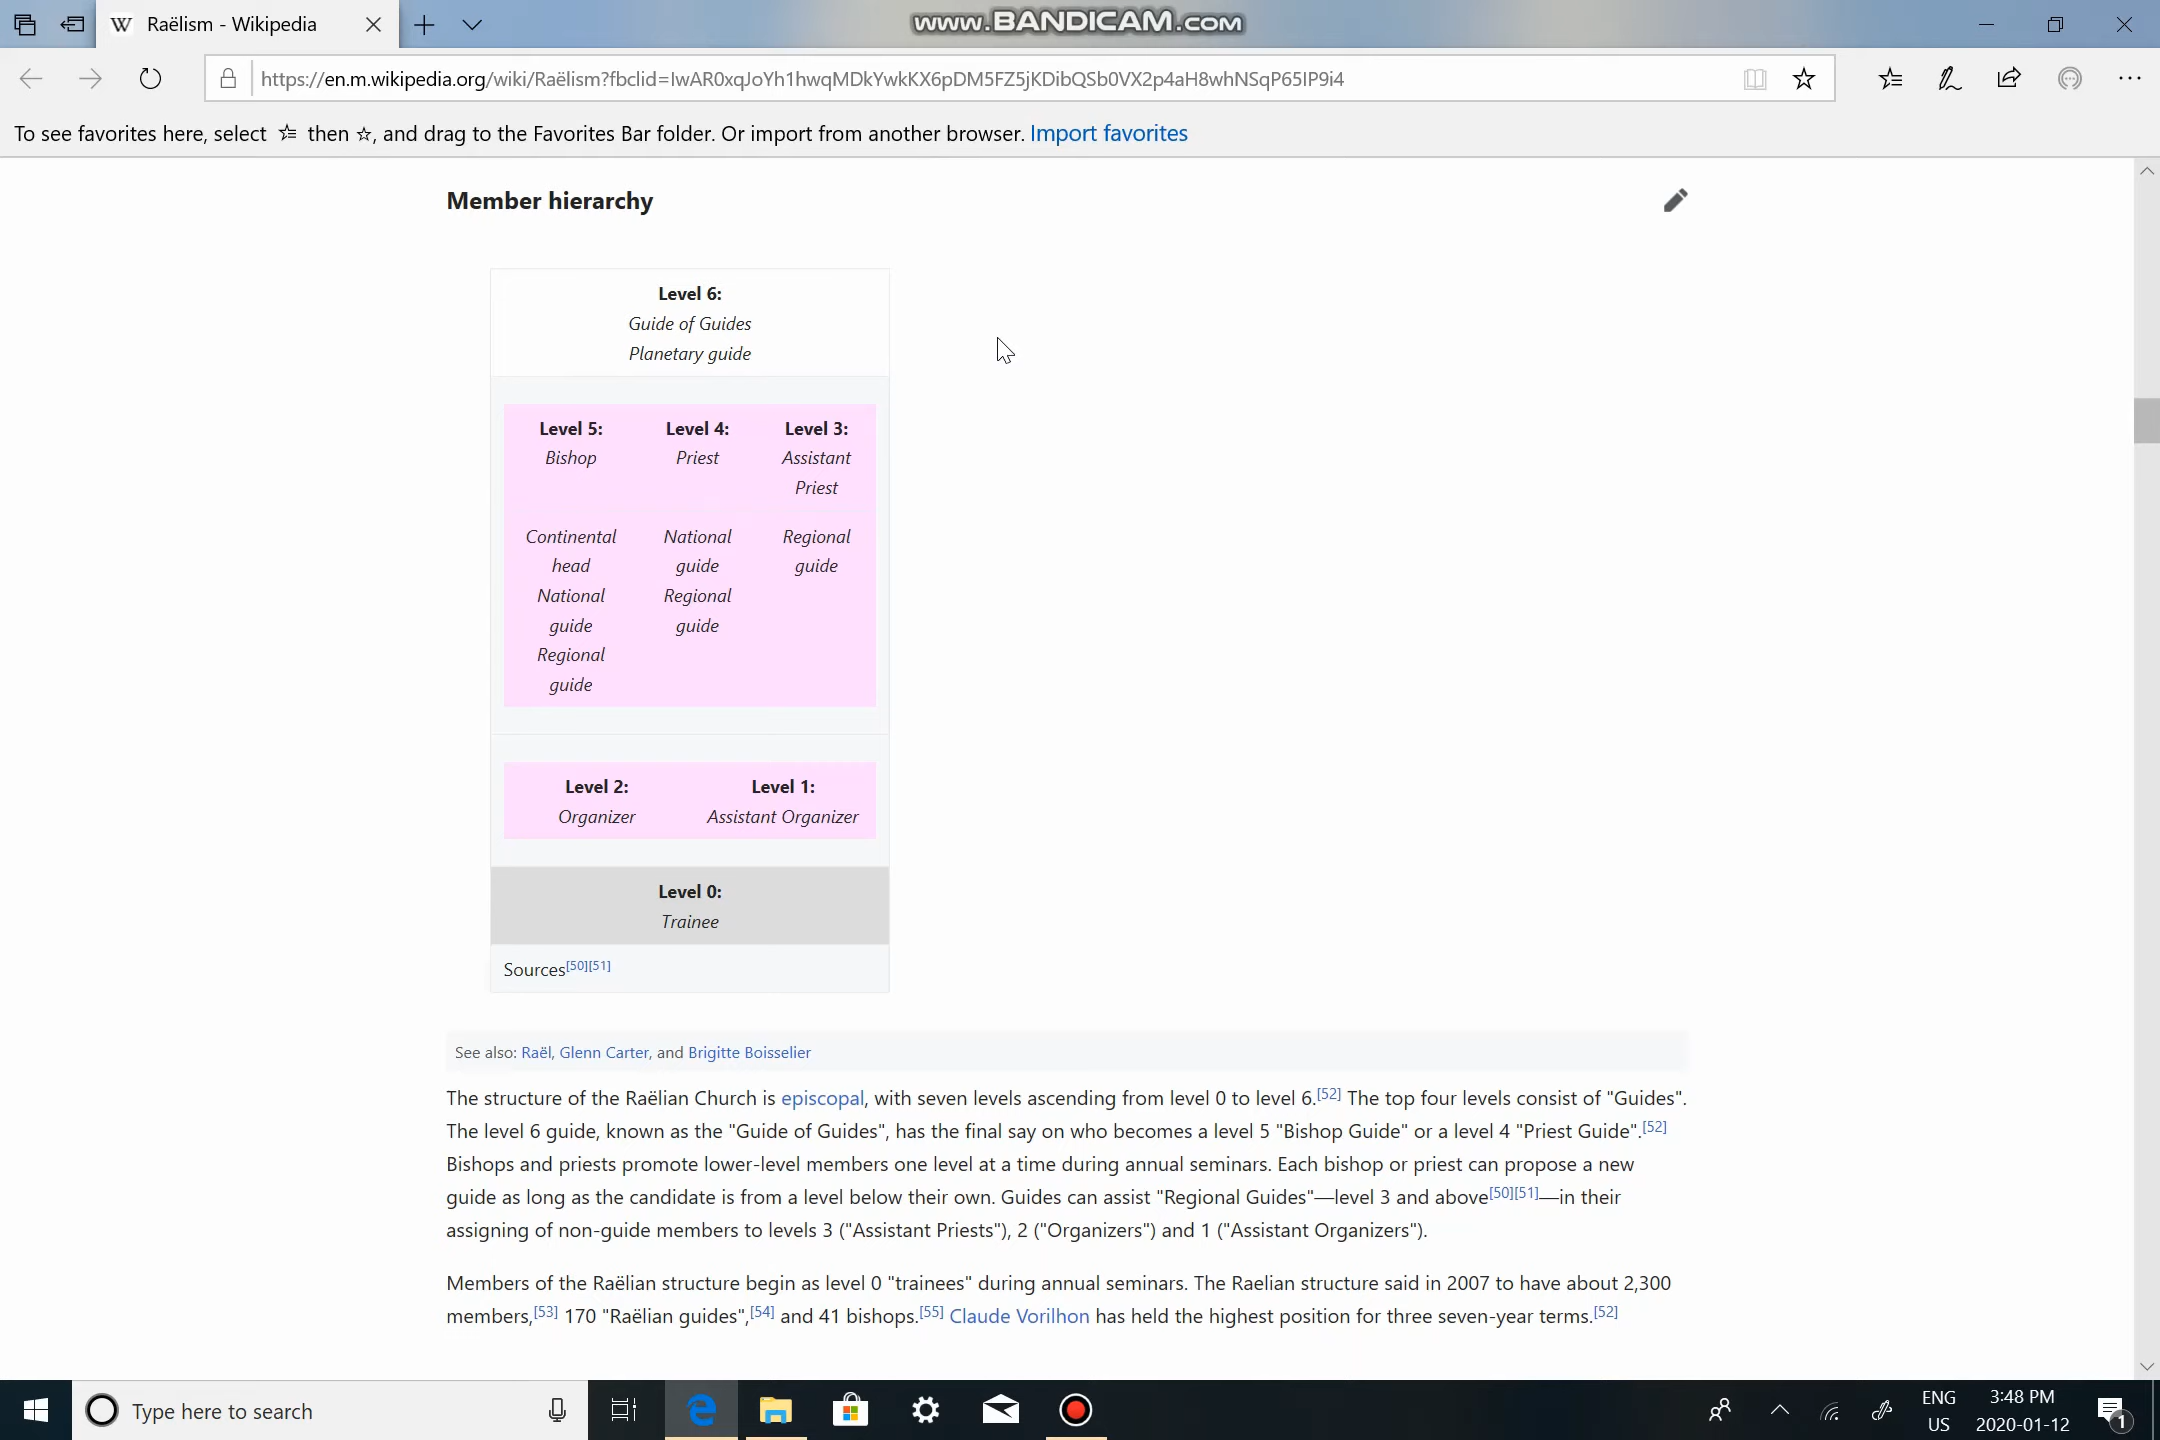 Raëlism - Wikipedia
www.BANDICAM.com
https://en.m.wikipedia.org/wiki/Raëlism?fbclid=IwAR0xqJoYh1hwqMDkYwkKX6pDM5FZ5jKDibQSb0VX2p4aH8whNSqP65IP9i4
To see favorites here, select then ☆, and drag to the Favorites Bar folder. Or import from another browser. Import favorites
Member hierarchy
Level 6:
Guide of Guides
Planetary guide
Level 5: Level 4: Level 3:
Bishop Priest Assistant
Priest
Continental National Regional
head guide guide
National Regional
guide guide
Regional
guide
Level 2: Level 1:
Organizer Assistant Organizer
Level 0:
Trainee
Sources[50][51]
See also: Raël, Glenn Carter, and Brigitte Boisselier
The structure of the Raëlian Church is episcopal, with seven levels ascending from level 0 to level 6.[52] The top four levels consist of "Guides".
The level 6 guide, known as the "Guide of Guides", has the final say on who becomes a level 5 "Bishop Guide" or a level 4 "Priest Guide".[52]
Bishops and priests promote lower-level members one level at a time during annual seminars. Each bishop or priest can propose a new
guide as long as the candidate is from a level below their own. Guides can assist "Regional Guides"—level 3 and above[50][51]—in their
assigning of non-guide members to levels 3 ("Assistant Priests"), 2 ("Organizers") and 1 ("Assistant Organizers").
Members of the Raëlian structure begin as level 0 "trainees" during annual seminars. The Raelian structure said in 2007 to have about 2,300
members,[53] 170 "Raëlian guides",[54] and 41 bishops.[55] Claude Vorilhon has held the highest position for three seven-year terms.[52]
Type here to search
ENG
US
3:48 PM
2020-01-12
1